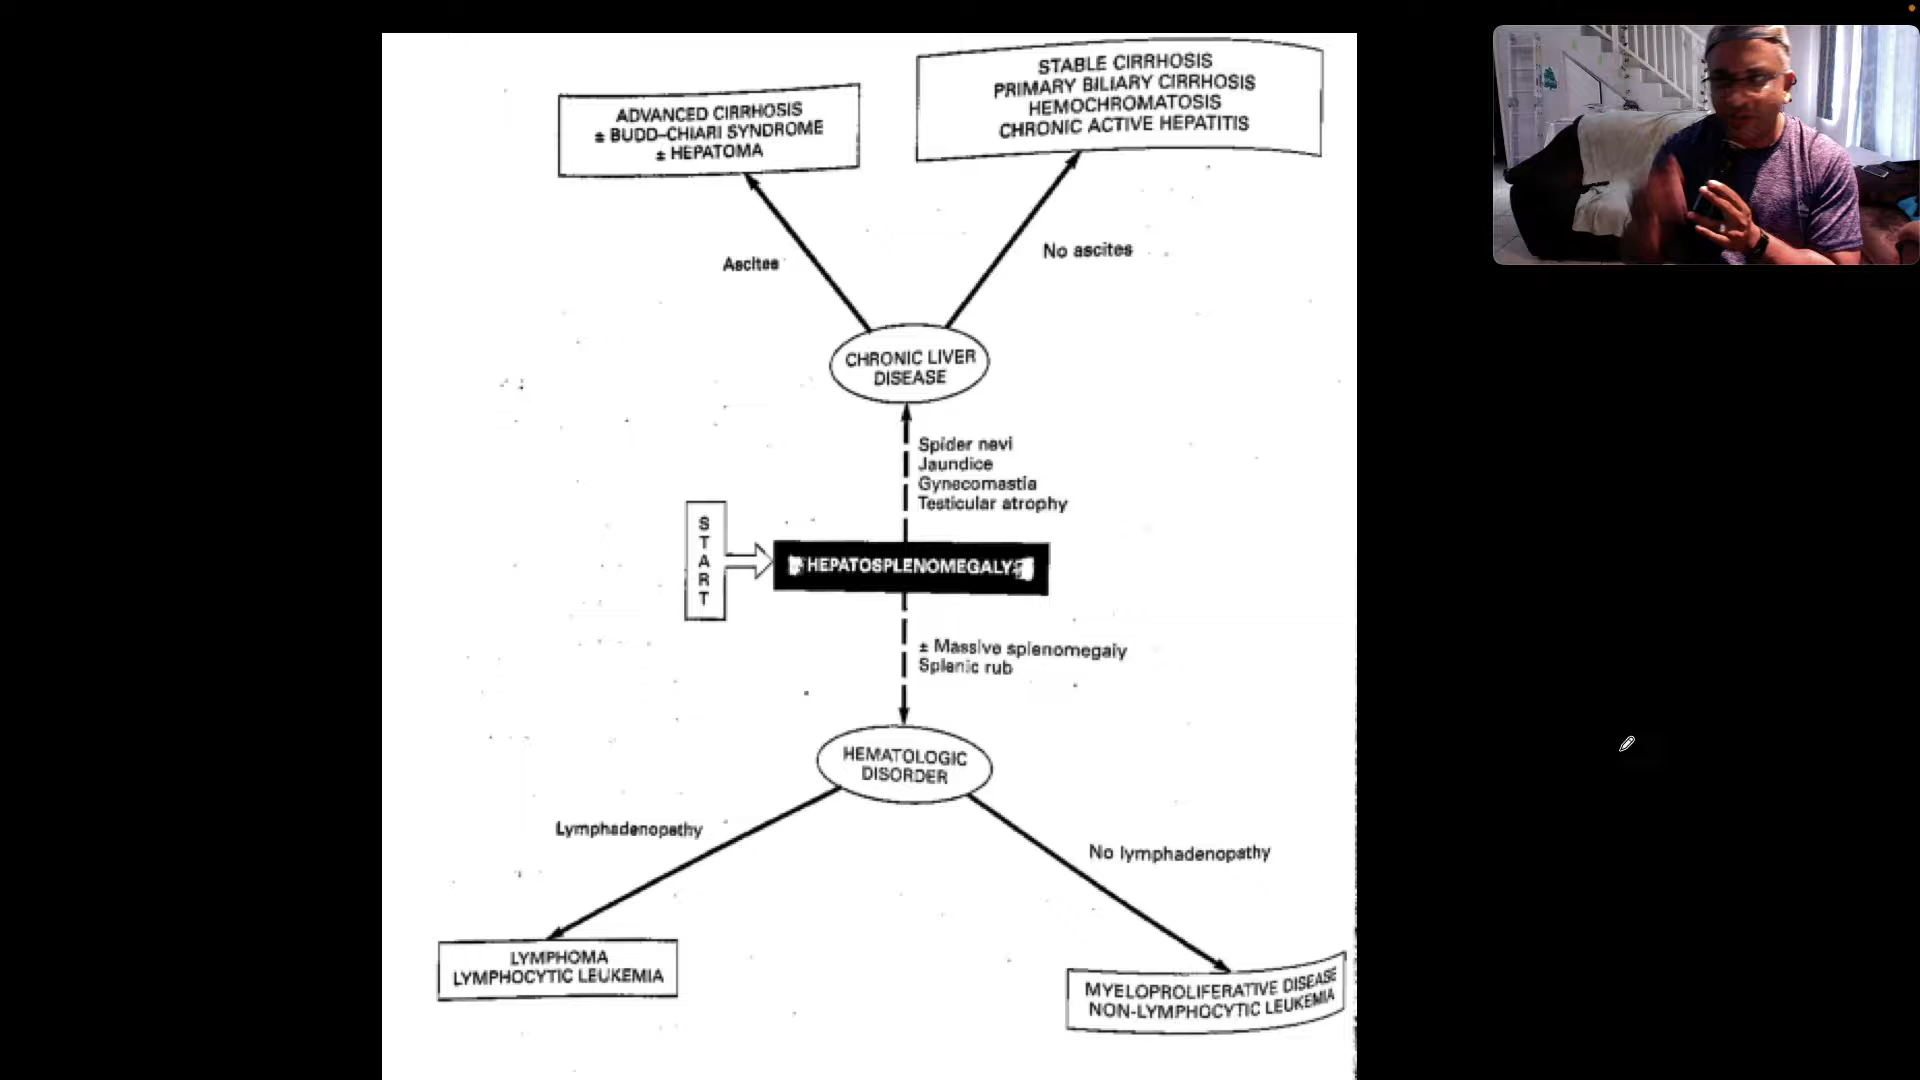 STABLE CIRRHOSIS
PRIMARY BILIARY CIRRHOSIS
HEMOCHROMATOSIS
CHRONIC ACTIVE HEPATITIS
ADVANCED CIRRHOSIS
± BUDD–CHIARI SYNDROME
± HEPATOMA
Ascites
No ascites
CHRONIC LIVER
DISEASE
Spider nevi
Jaundice
Gynecomastia
Testicular atrophy
START
HEPATOSPLENOMEGALY
± Massive splenomegaly
Splenic rub
HEMATOLOGIC
DISORDER
Lymphadenopathy
No lymphadenopathy
LYMPHOMA
LYMPHOCYTIC LEUKEMIA
MYELOPROLIFERATIVE DISEASE
NON-LYMPHOCYTIC LEUKEMIA